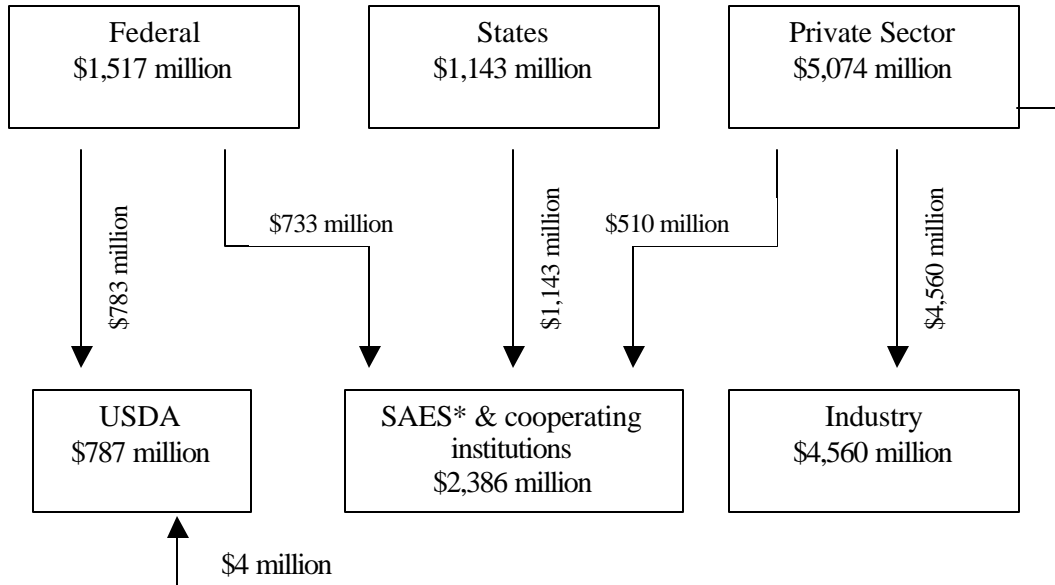 Federal
$1,517 million
States
$1,143 million
Private Sector
$5,074 million
$783 million
$733 million
$1,143 million
$510 million
$4,560 million
USDA
$787 million
SAES* & cooperating
institutions
$2,386 million
Industry
$4,560 million
$4 million